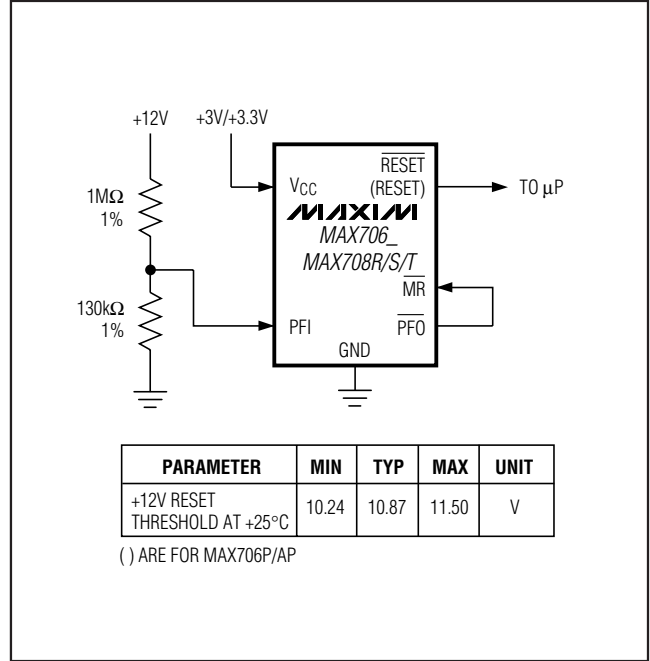 +12V
+3V/+3.3V
1MΩ
1%
130kΩ
1%
VCC
RESET
(RESET)
TO µP
MAXIM
MAX706_
MAX708R/S/T
MR
PFI
PFO
GND
PARAMETER MIN TYP MAX UNIT
+12V RESET
THRESHOLD AT +25°C 10.24 10.87 11.50 V
( ) ARE FOR MAX706P/AP